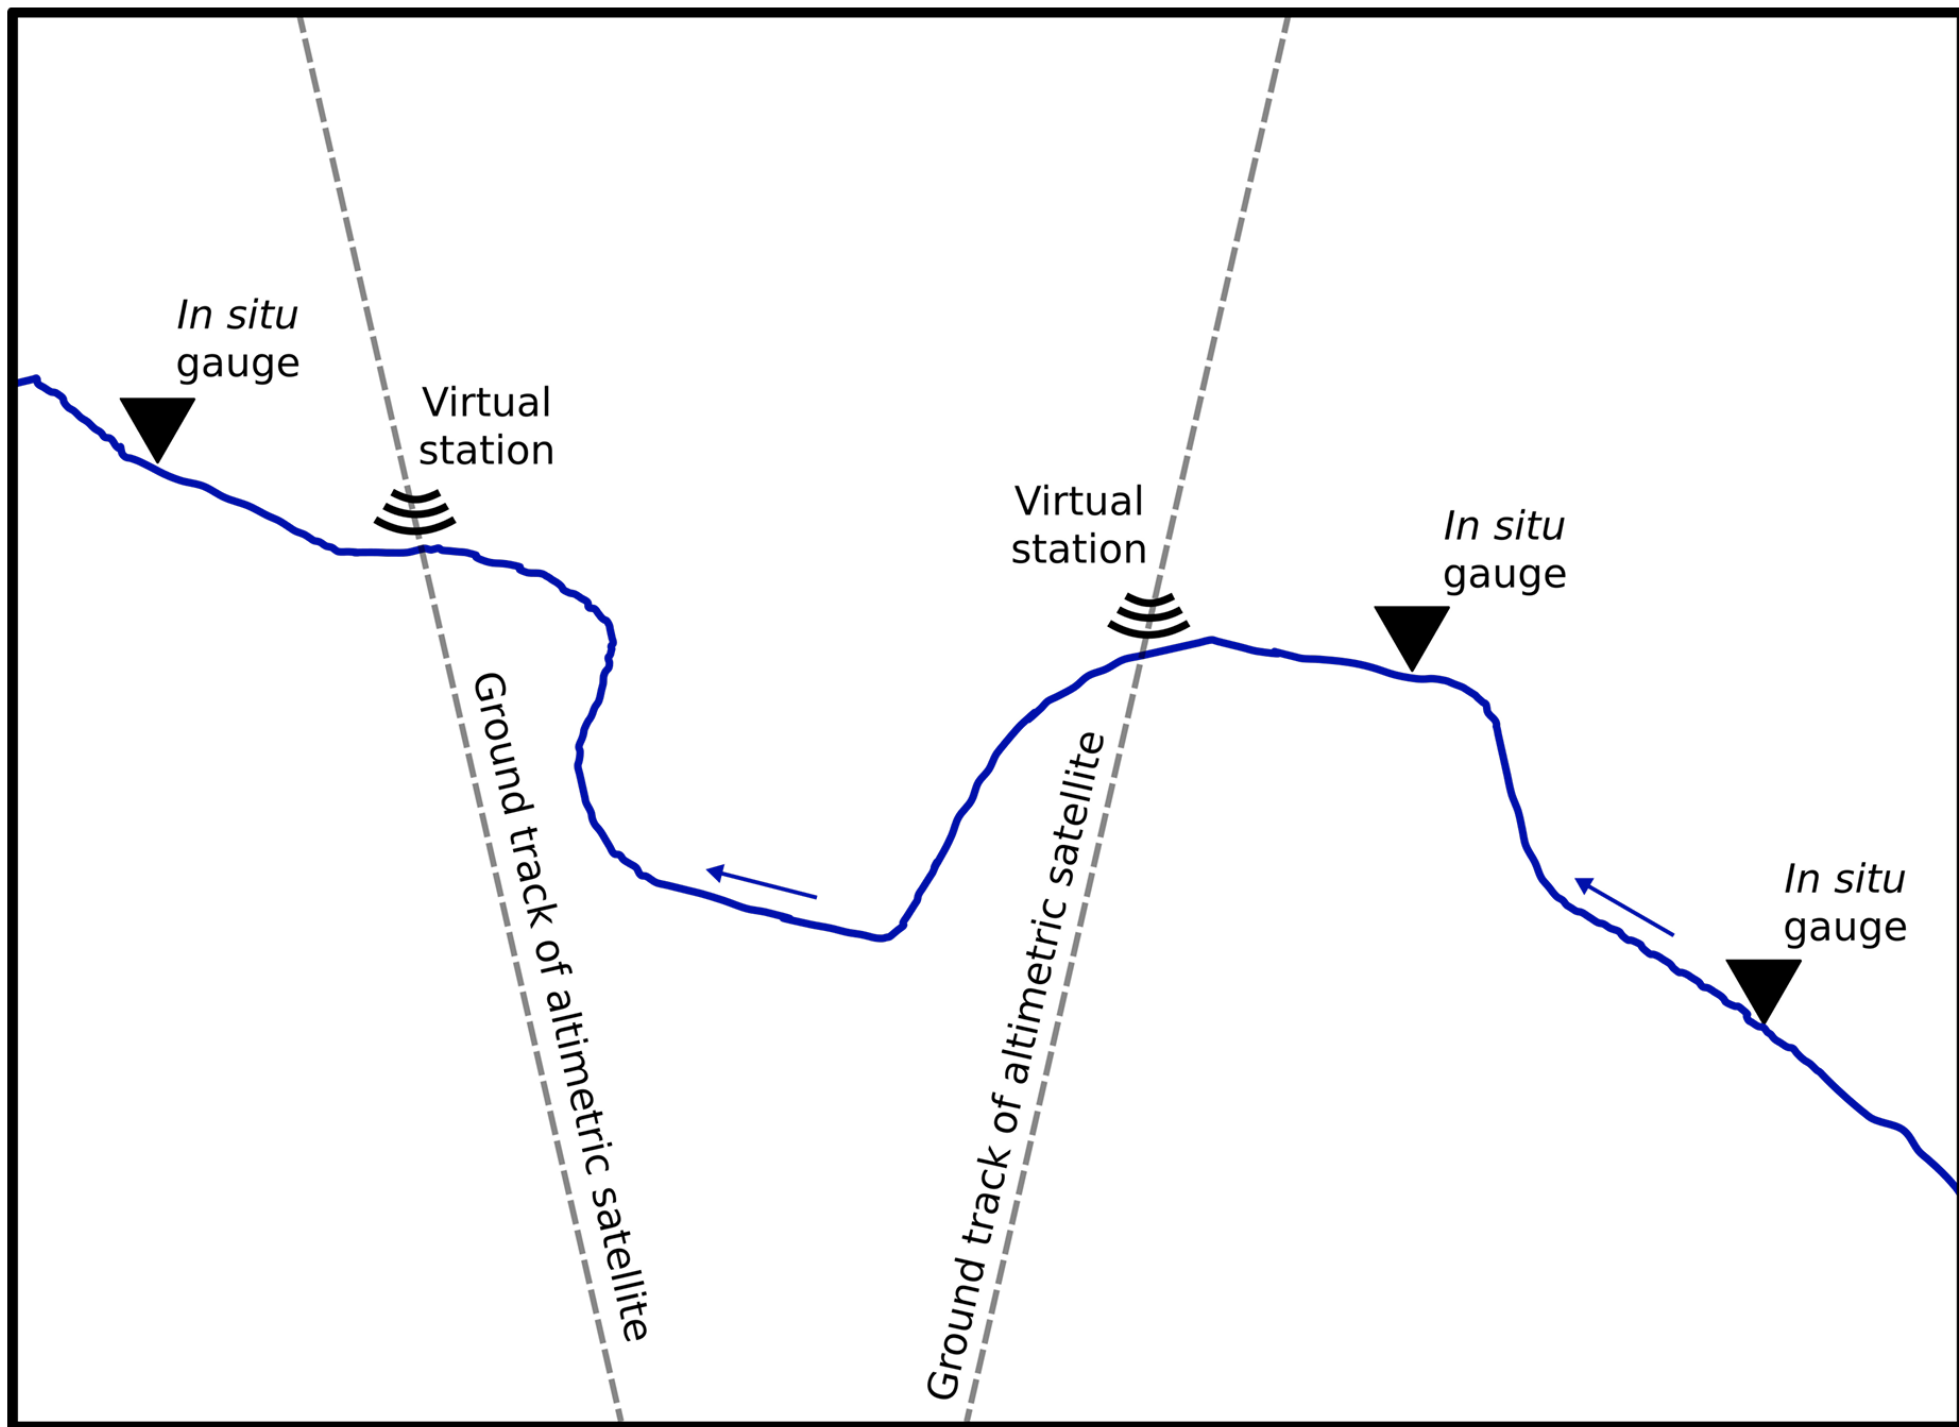 In situ
gauge
Virtual
station
Virtual
station
In situ
gauge
Ground track of altimetric satellite
Ground track of altimetric satellite
In situ
gauge